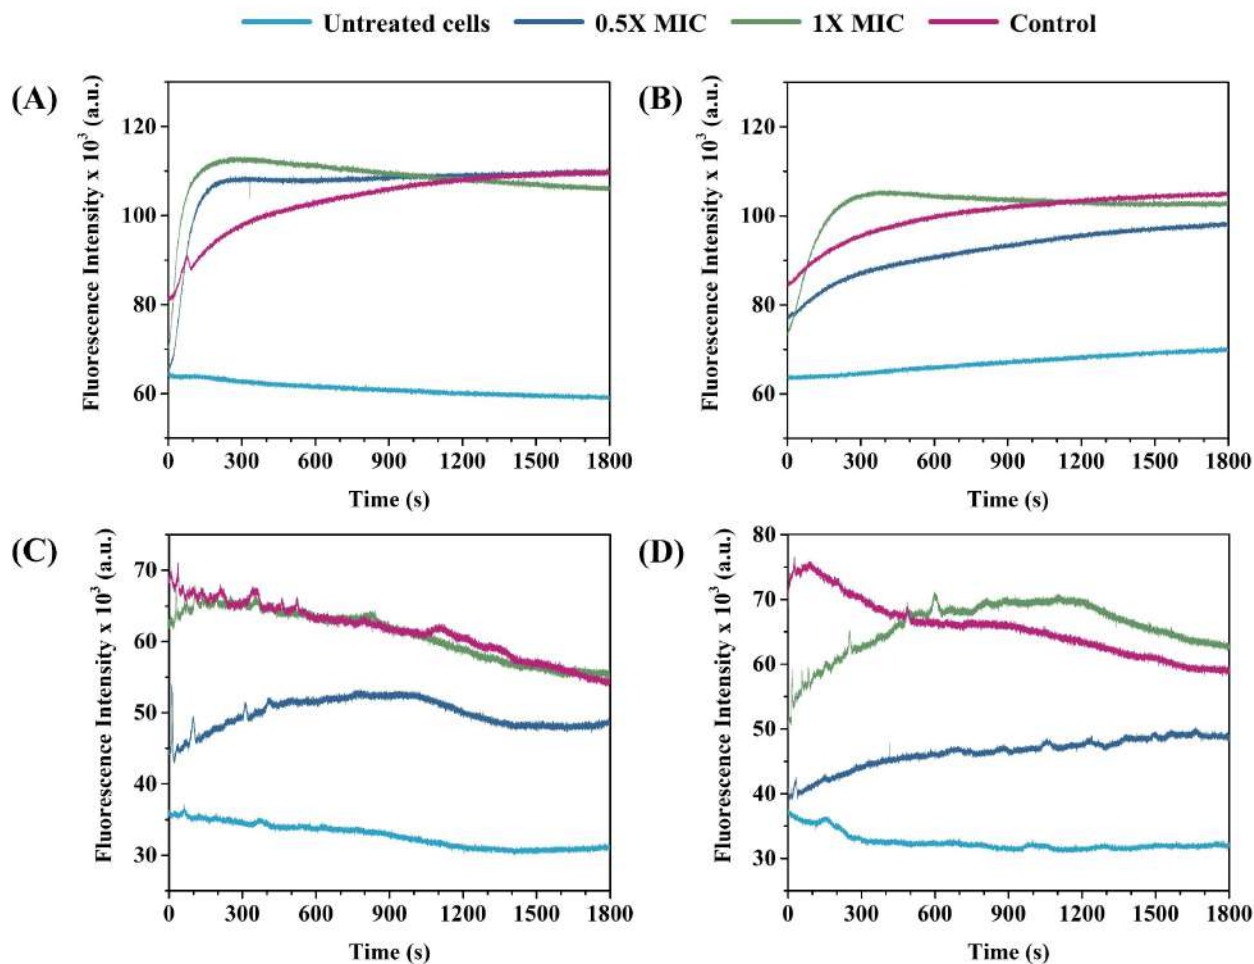 Untreated cells 0.5X MIC 1X MIC Control
(A)
Fluorescence Intensity x 10³ (a.u.)
120
100
80
60
0 300 600 900 1200 1500 1800
Time (s)
(B)
Fluorescence Intensity x 10³ (a.u.)
120
100
80
60
0 300 600 900 1200 1500 1800
Time (s)
(C)
Fluorescence Intensity x 10³ (a.u.)
70
60
50
40
30
0 300 600 900 1200 1500 1800
Time (s)
(D)
Fluorescence Intensity x 10³ (a.u.)
80
70
60
50
40
30
0 300 600 900 1200 1500 1800
Time (s)